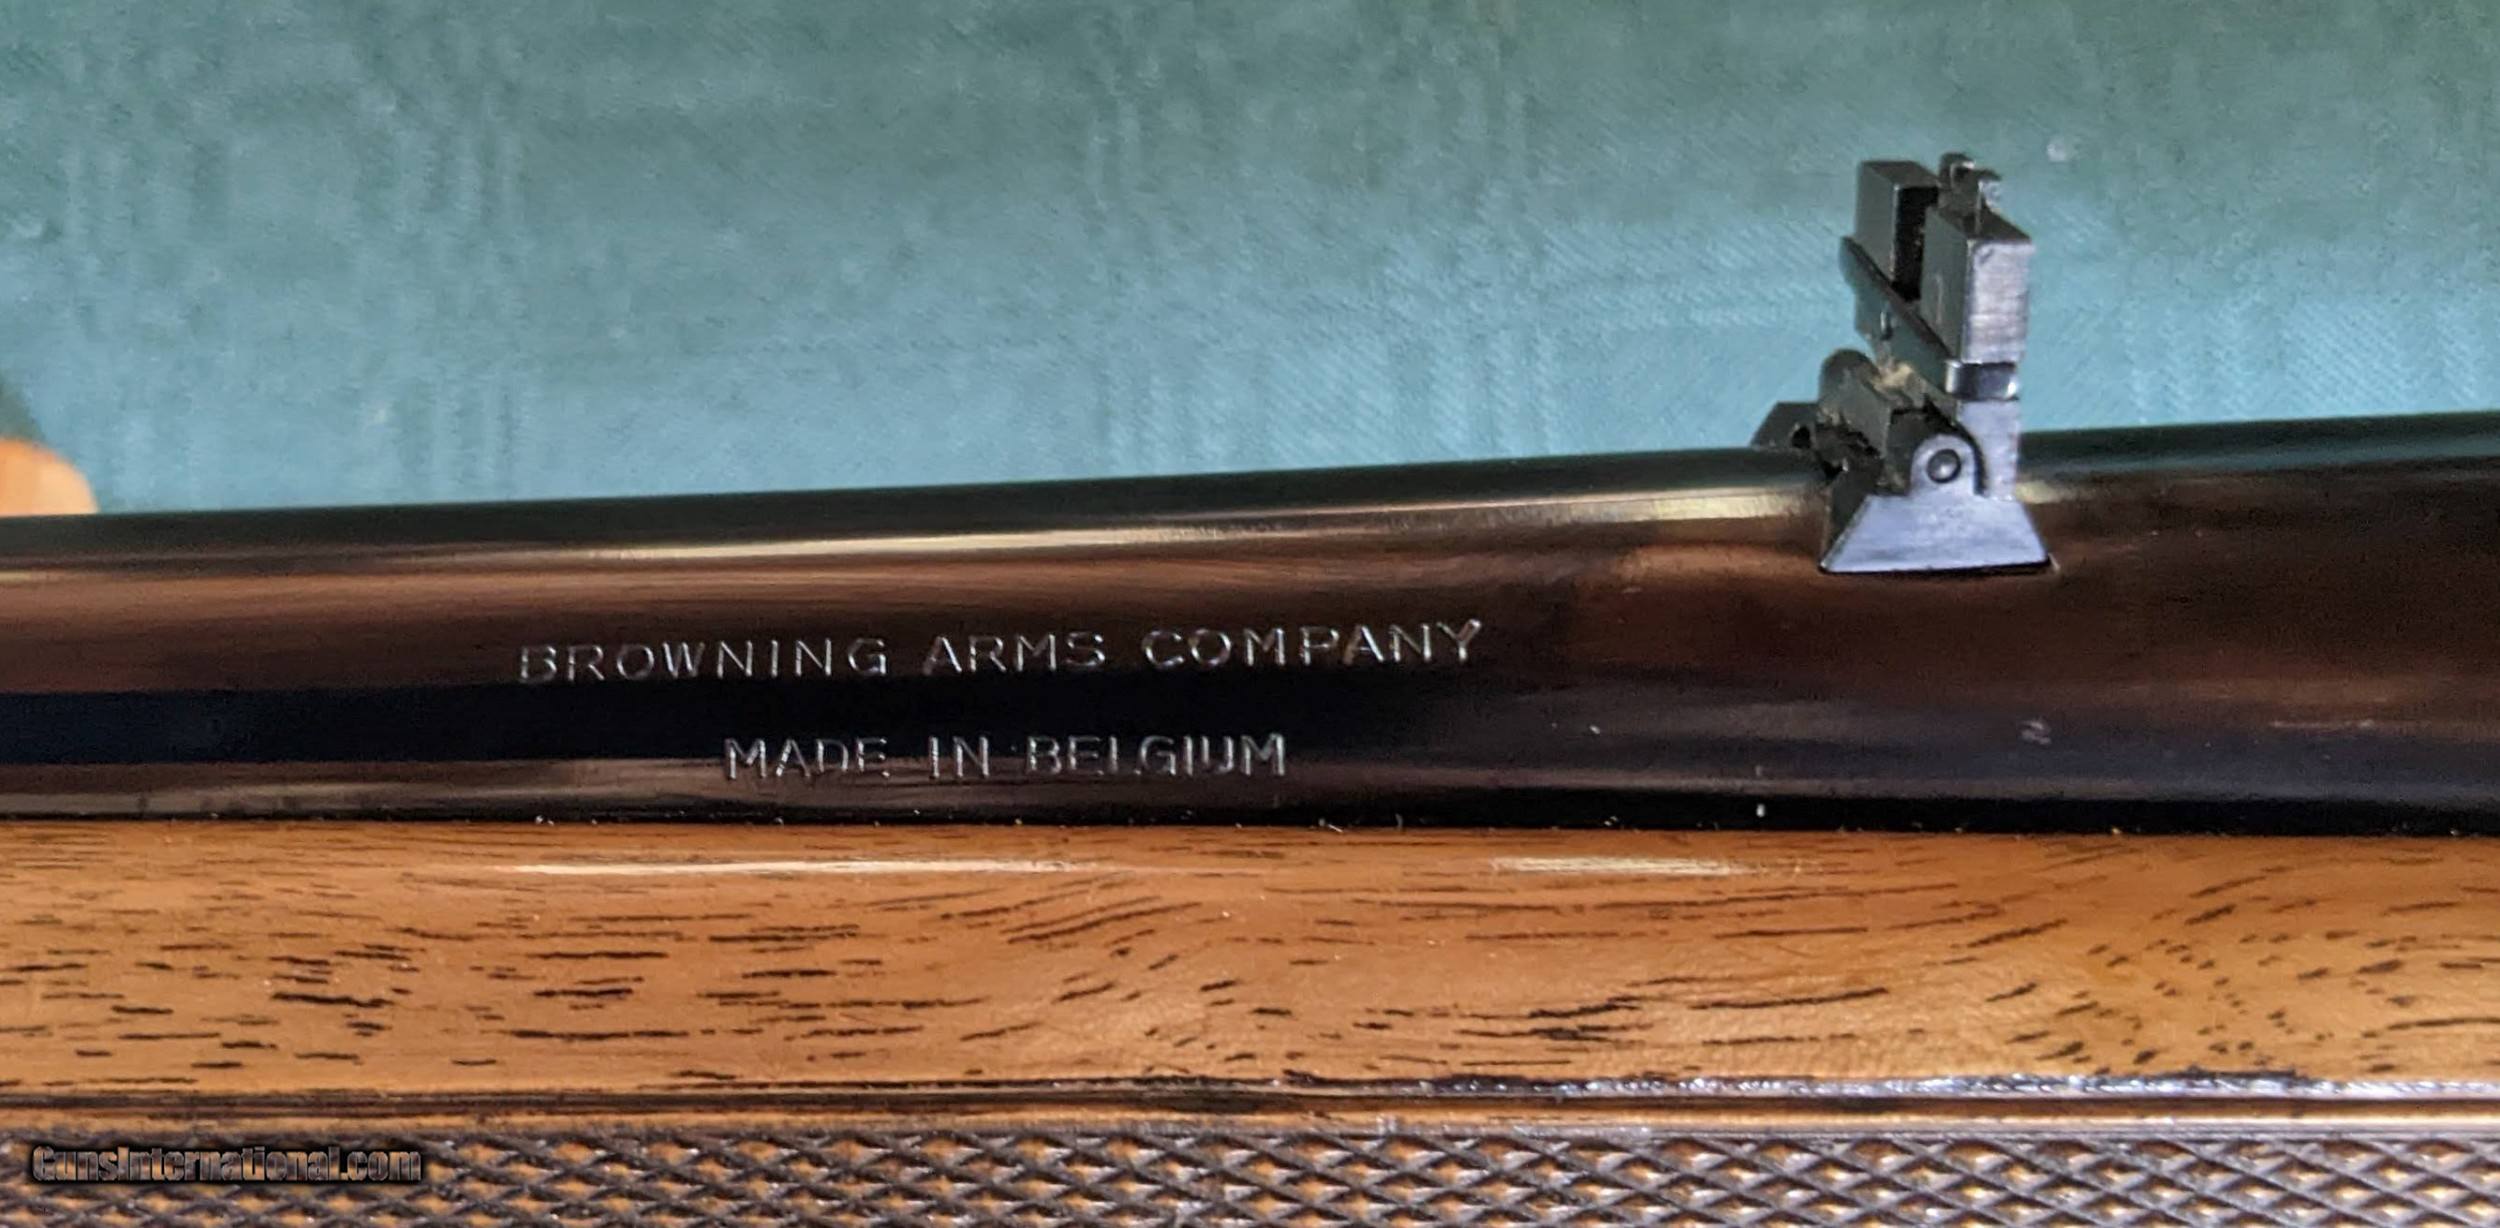 BROWNING ARMS COMPANY
MADE IN BELGIUM
GunsInternational.com